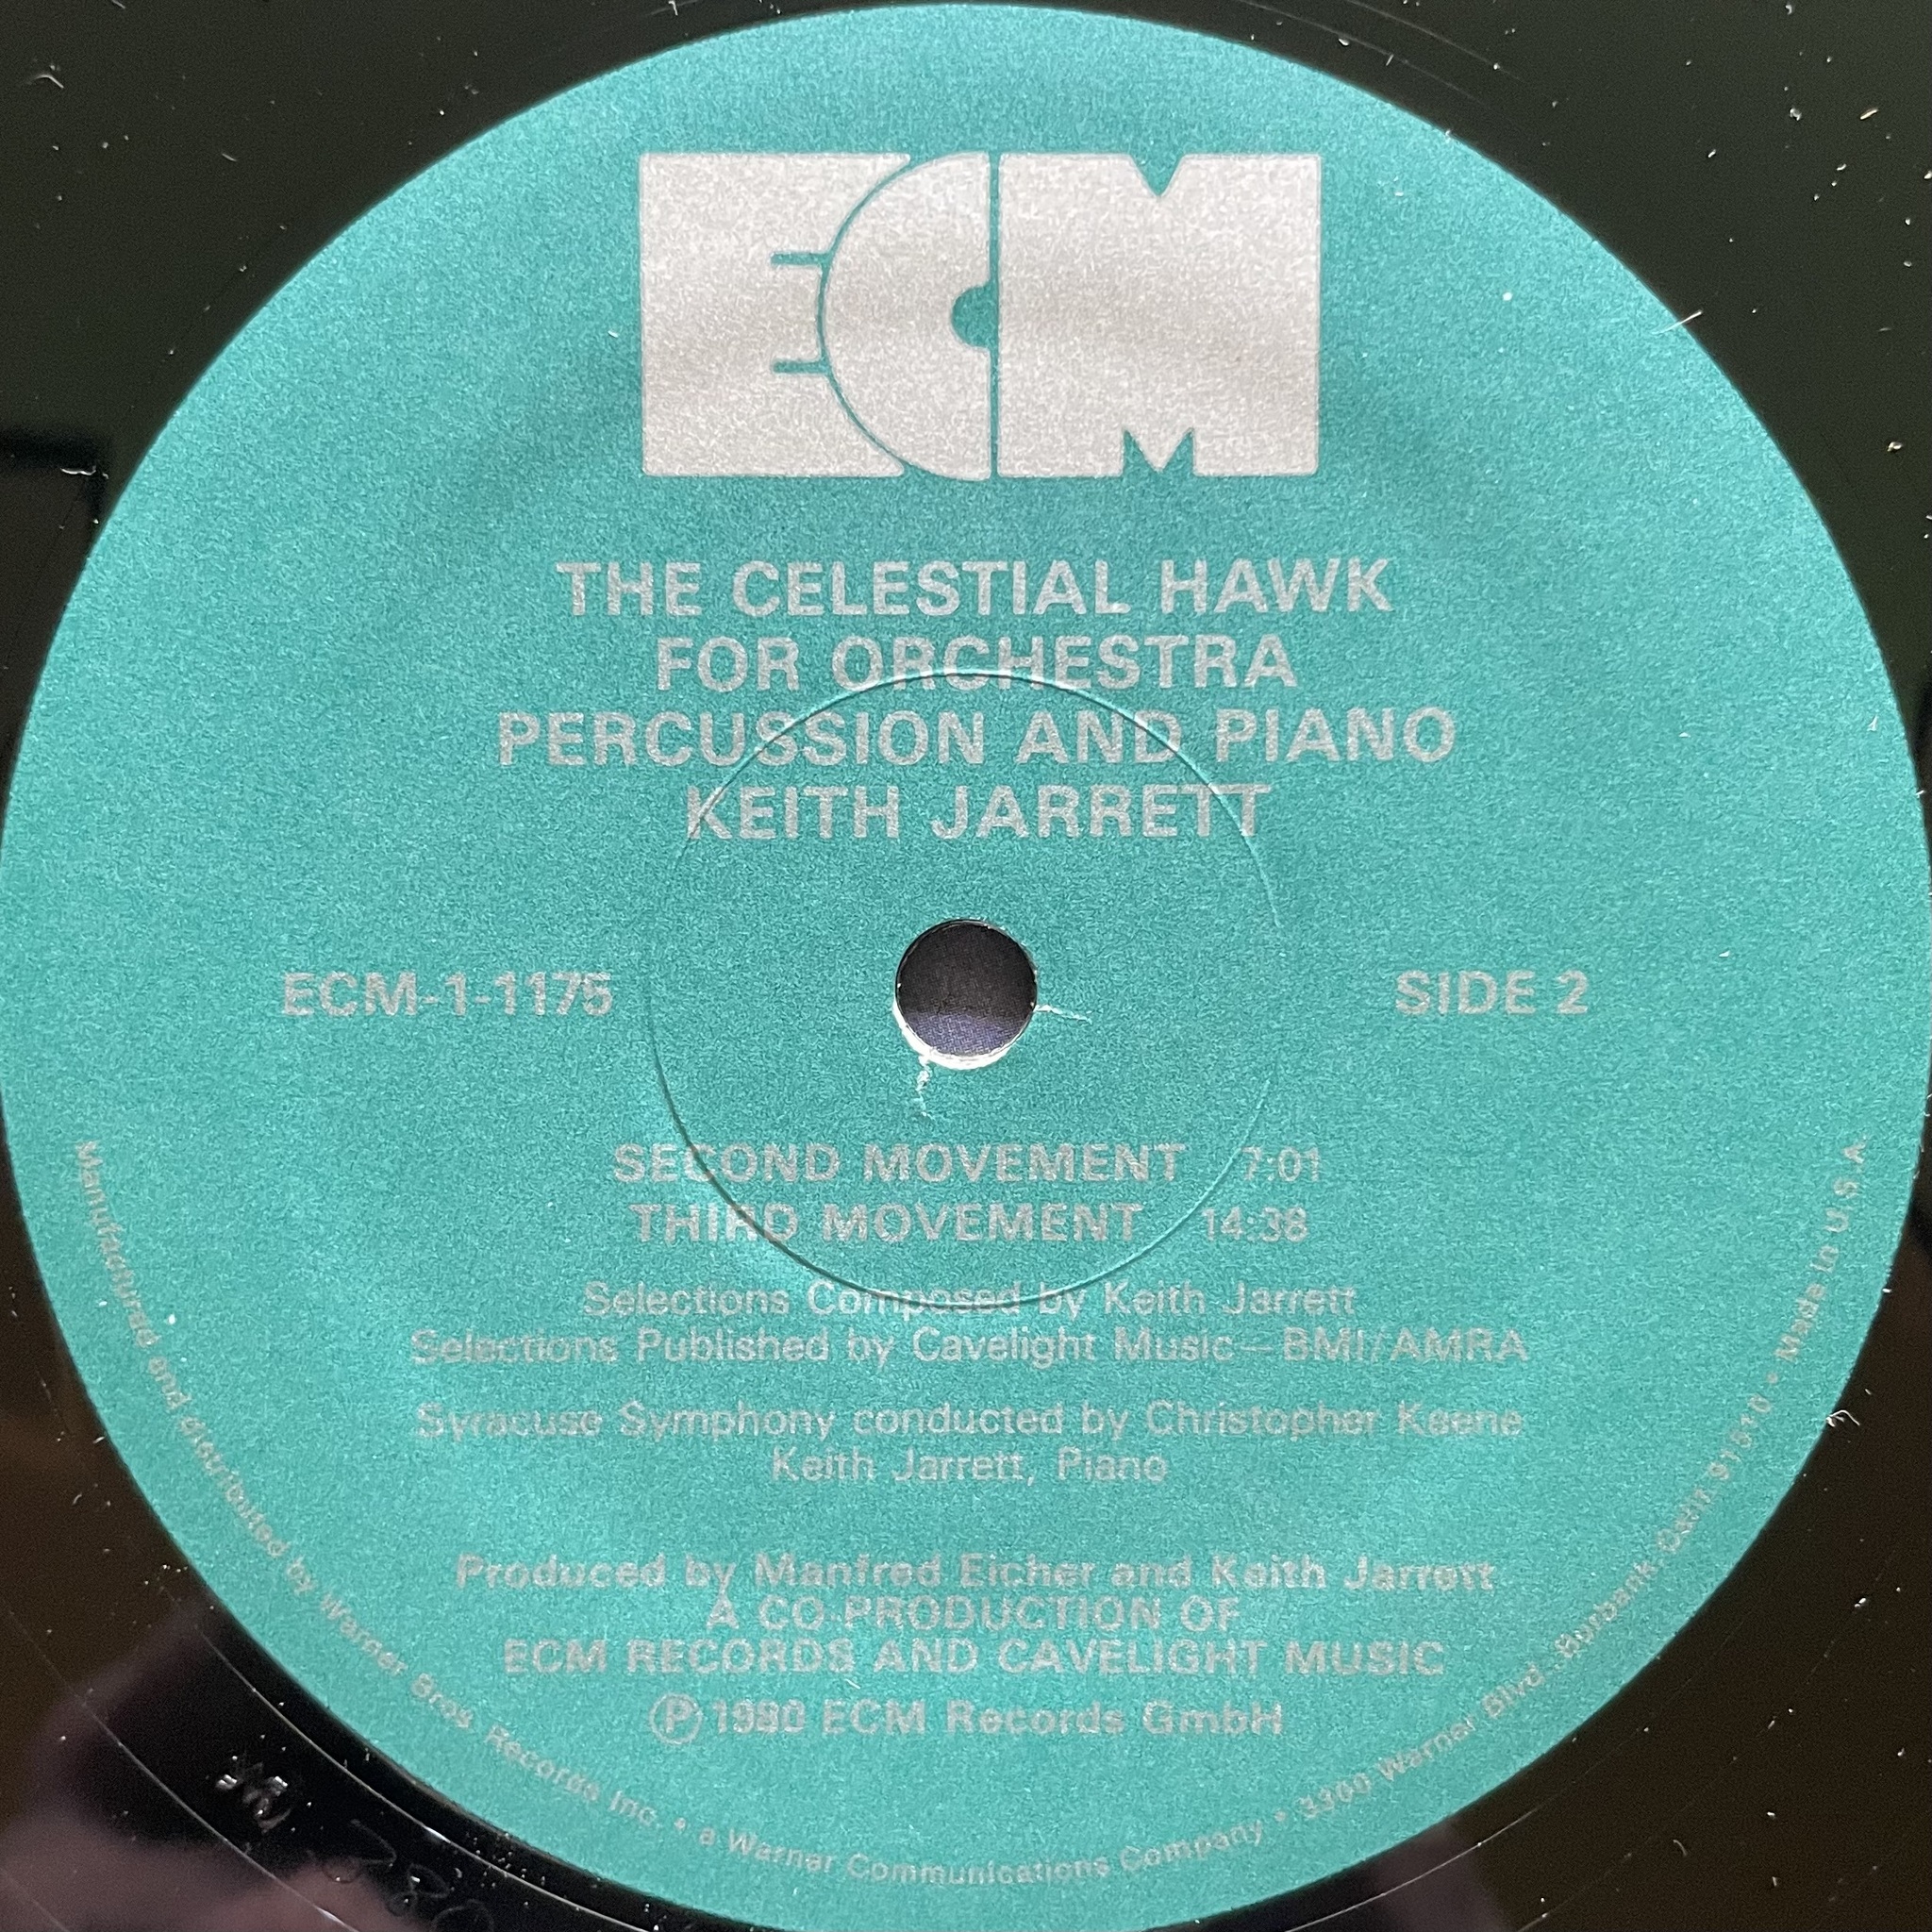 ECM
THE CELESTIAL HAWK
FOR ORCHESTRA
PERCUSSION AND PIANO
KEITH JARRETT
ECM-1-1175
SIDE 2
SECOND MOVEMENT 7:01
THIRD MOVEMENT 14:38
Selections Composed by Keith Jarrett
Selections Published by Cavelight Music—BMI/AMRA
Syracuse Symphony conducted by Christopher Keene
Keith Jarrett, Piano
Produced by Manfred Eicher and Keith Jarrett
A CO-PRODUCTION OF
ECM RECORDS AND CAVELIGHT MUSIC
Ⓟ 1980 ECM Records GmbH
Manufactured and distributed by Warner Bros. Records Inc. • a Warner Communications Company • 3300 Warner Blvd., Burbank, Calif. 91510 • Made in U.S.A.